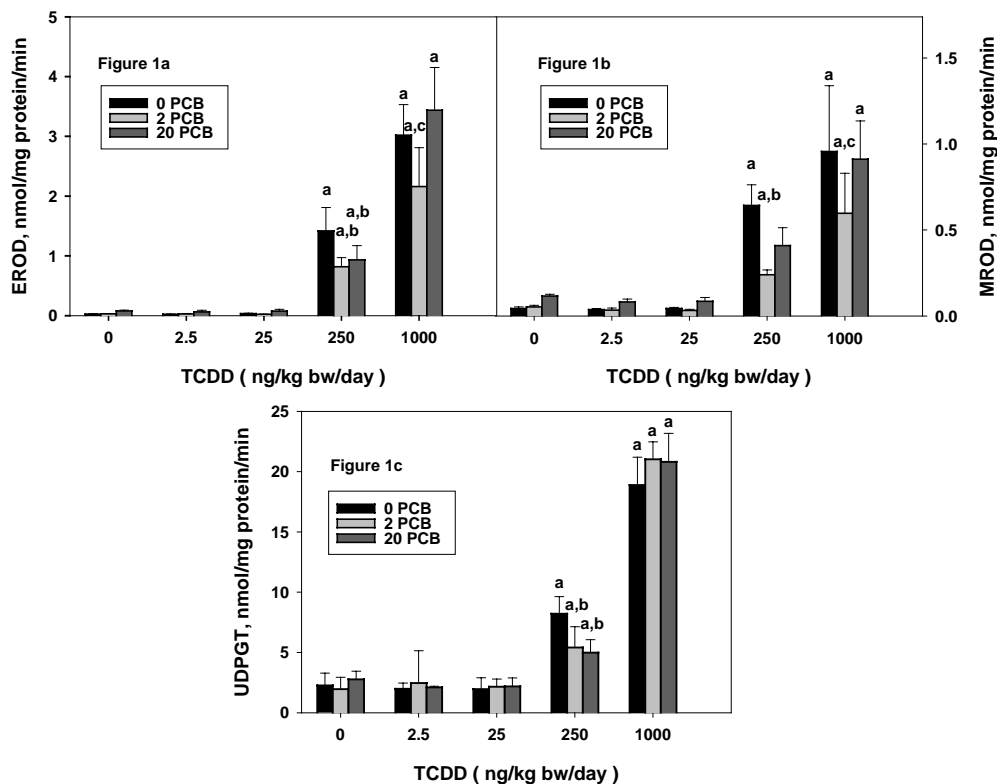 EROD, nmol/mg protein/min
5
4
3
2
1
0
Figure 1a
0 PCB
2 PCB
20 PCB
a
a,b
a,b
a
a,c
a
0 2.5 25 250 1000
TCDD ( ng/kg bw/day )
Figure 1b
0 PCB
2 PCB
20 PCB
a
a,b
a
a,c
a
1.5
1.0
0.5
0.0
MROD, nmol/mg protein/min
0 2.5 25 250 1000
TCDD ( ng/kg bw/day )
UDPGT, nmol/mg protein/min
25
20
15
10
5
0
Figure 1c
0 PCB
2 PCB
20 PCB
a
a,b
a,b
a a a
0 2.5 25 250 1000
TCDD ( ng/kg bw/day )